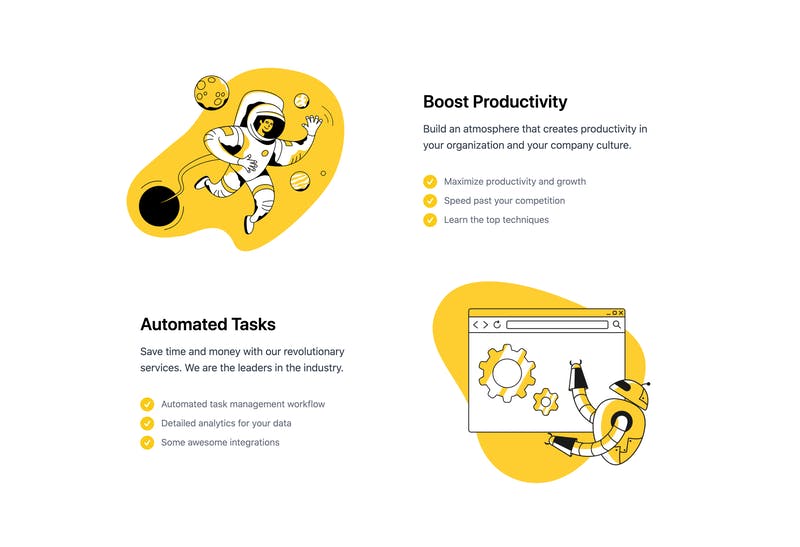 Boost Productivity
Build an atmosphere that creates productivity in
your organization and your company culture.
Maximize productivity and growth
Speed past your competition
Learn the top techniques
Automated Tasks
Save time and money with our revolutionary
services. We are the leaders in the industry.
Automated task management workflow
Detailed analytics for your data
Some awesome integrations